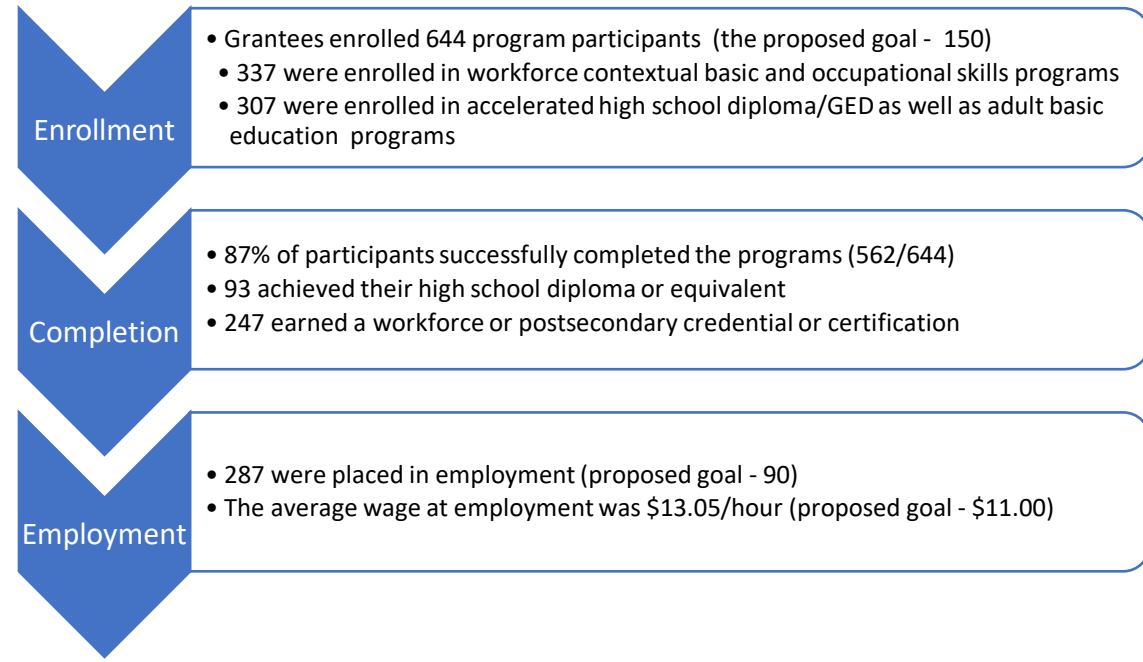 Enrollment
• Grantees enrolled 644 program participants (the proposed goal - 150)
• 337 were enrolled in workforce contextual basic and occupational skills programs
• 307 were enrolled in accelerated high school diploma/GED as well as adult basic
education programs
Completion
• 87% of participants successfully completed the programs (562/644)
• 93 achieved their high school diploma or equivalent
• 247 earned a workforce or postsecondary credential or certification
Employment
• 287 were placed in employment (proposed goal - 90)
• The average wage at employment was $13.05/hour (proposed goal - $11.00)